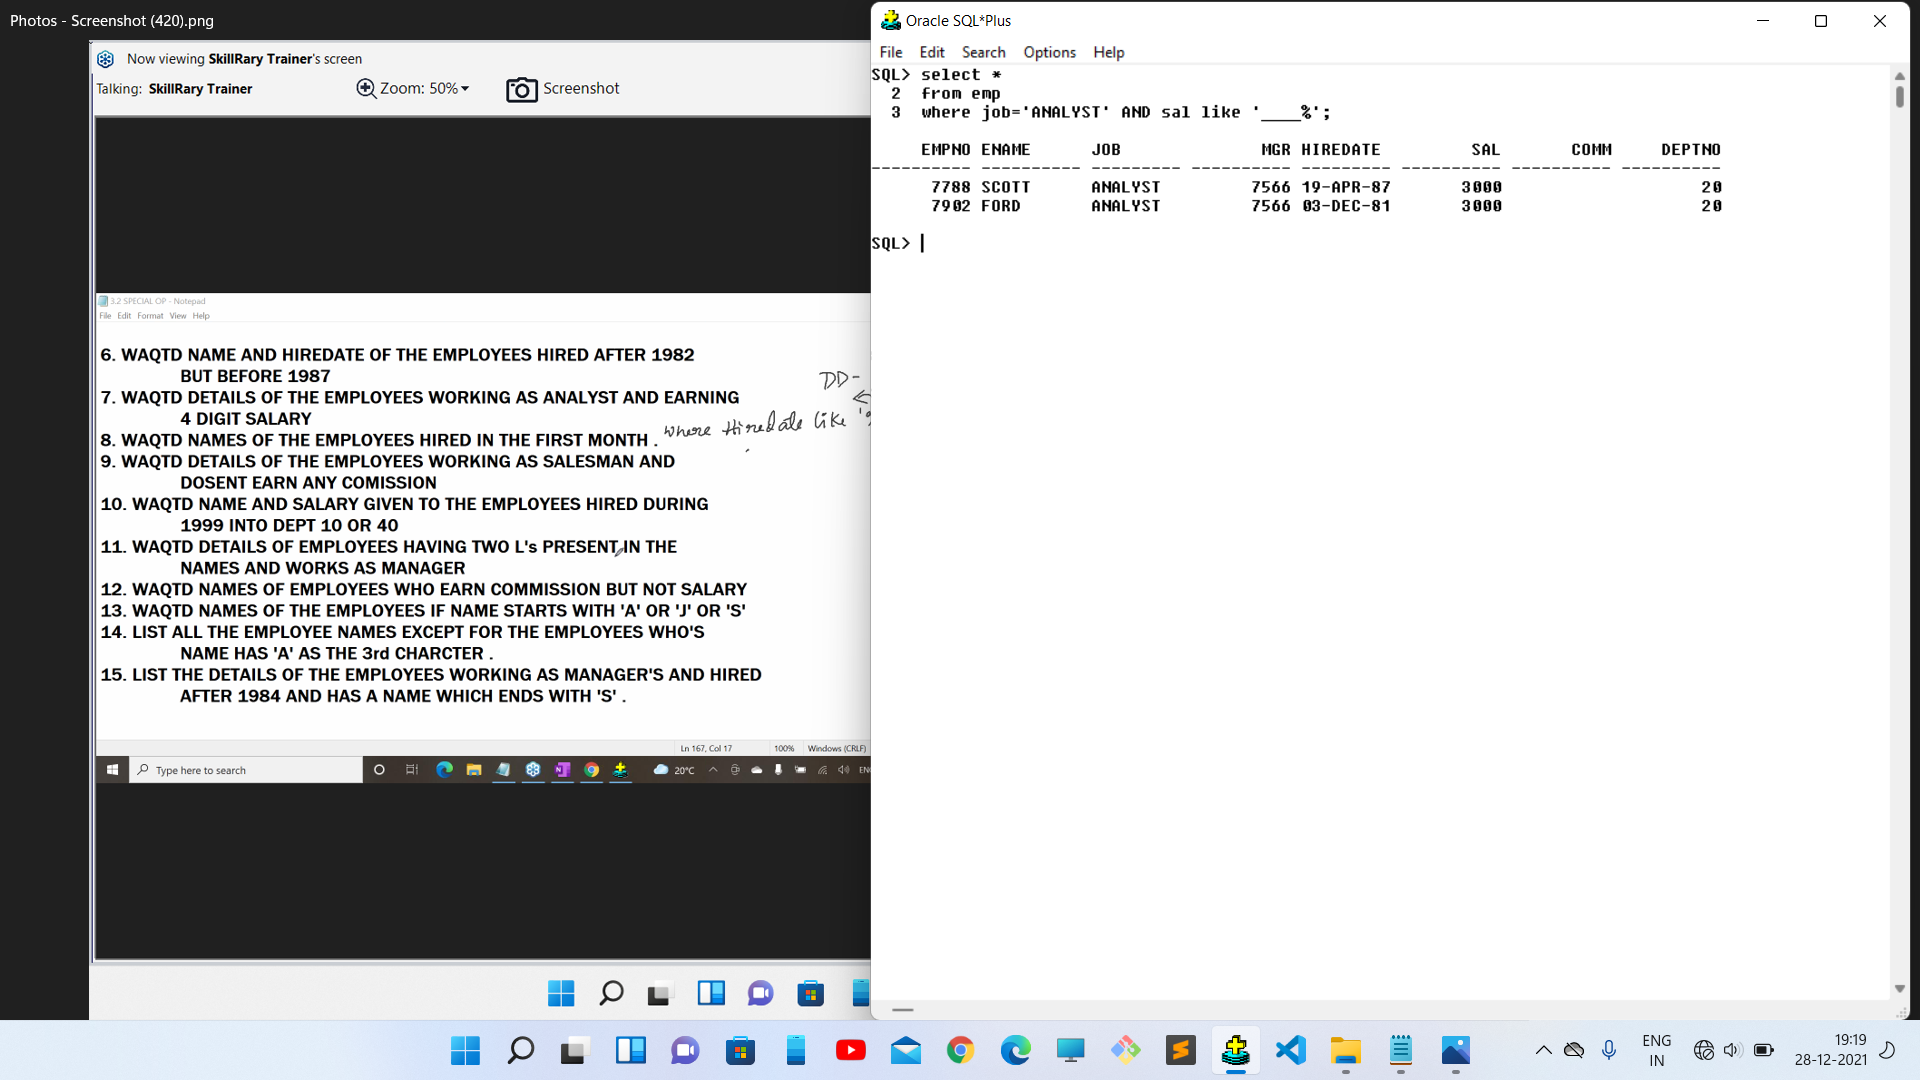 Photos - Screenshot (420).png
Now viewing SkillRary Trainer's screen
Talking: SkillRary Trainer
Zoom: 50%
Screenshot
3.2 SPECIAL OP - Notepad
File Edit Format View Help
6. WAQTD NAME AND HIREDATE OF THE EMPLOYEES HIRED AFTER 1982
BUT BEFORE 1987
7. WAQTD DETAILS OF THE EMPLOYEES WORKING AS ANALYST AND EARNING
4 DIGIT SALARY
8. WAQTD NAMES OF THE EMPLOYEES HIRED IN THE FIRST MONTH .
9. WAQTD DETAILS OF THE EMPLOYEES WORKING AS SALESMAN AND
DOSENT EARN ANY COMISSION
10. WAQTD NAME AND SALARY GIVEN TO THE EMPLOYEES HIRED DURING
1999 INTO DEPT 10 OR 40
11. WAQTD DETAILS OF EMPLOYEES HAVING TWO L's PRESENT IN THE
NAMES AND WORKS AS MANAGER
12. WAQTD NAMES OF EMPLOYEES WHO EARN COMMISSION BUT NOT SALARY
13. WAQTD NAMES OF THE EMPLOYEES IF NAME STARTS WITH 'A' OR 'J' OR 'S'
14. LIST ALL THE EMPLOYEE NAMES EXCEPT FOR THE EMPLOYEES WHO'S
NAME HAS 'A' AS THE 3rd CHARCTER .
15. LIST THE DETAILS OF THE EMPLOYEES WORKING AS MANAGER'S AND HIRED
AFTER 1984 AND HAS A NAME WHICH ENDS WITH 'S' .
DD-
where Hiredate like '
Ln 167, Col 17 100% Windows (CRLF)
Type here to search
20°C
Oracle SQL*Plus
File Edit Search Options Help
SQL> select *
2 from emp
3 where job='ANALYST' AND sal like '____%';
EMPNO ENAME JOB MGR HIREDATE SAL COMM DEPTNO
---------- ---------- --------- ---------- --------- ---------- ---------- ----------
7788 SCOTT ANALYST 7566 19-APR-87 3000 20
7902 FORD ANALYST 7566 03-DEC-81 3000 20
SQL>
ENG
IN
19:19
28-12-2021